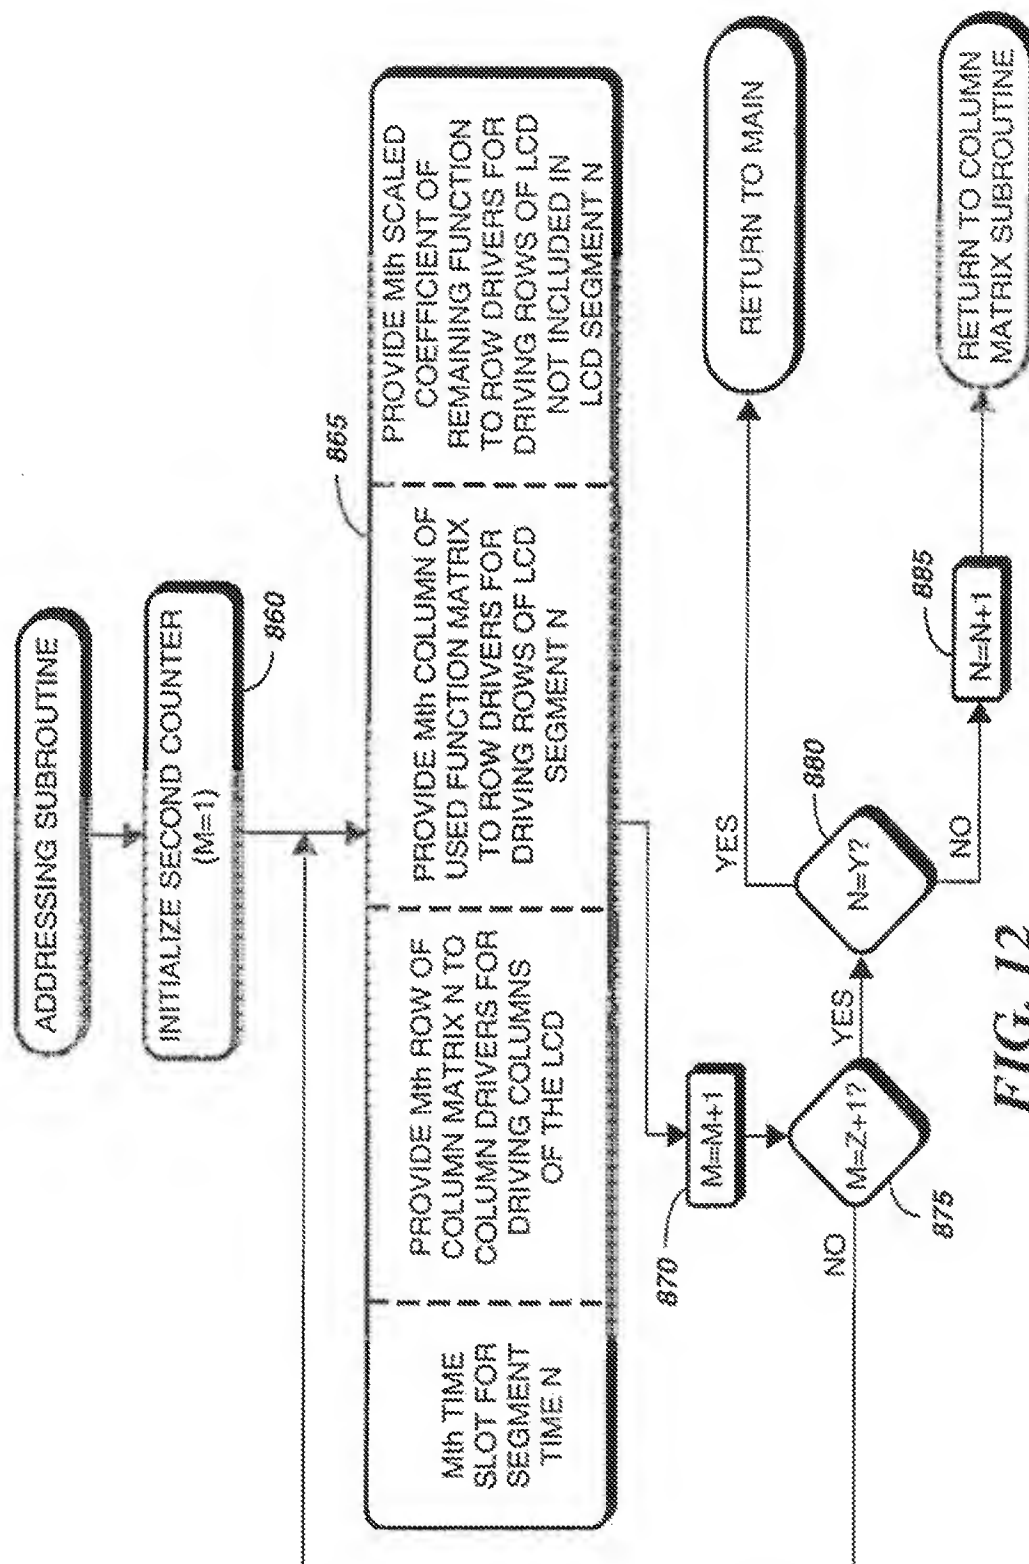 ADDRESSING SUBROUTINE
INITIALIZE SECOND COUNTER
(M=1)
860
865
Mth TIME
SLOT FOR
SEGMENT
TIME N
PROVIDE Mth ROW OF
COLUMN MATRIX N TO
COLUMN DRIVERS FOR
DRIVING COLUMNS
OF THE LCD
PROVIDE Mth COLUMN OF
USED FUNCTION MATRIX
TO ROW DRIVERS FOR
DRIVING ROWS OF LCD
SEGMENT N
PROVIDE Mth SCALED
COEFFICIENT OF
REMAINING FUNCTION
TO ROW DRIVERS FOR
DRIVING ROWS OF LCD
NOT INCLUDED IN
LCD SEGMENT N
870
M=M+1
M=Z+1?
875
NO
YES
N=Y?
880
YES
NO
RETURN TO MAIN
N=N+1
885
RETURN TO COLUMN
MATRIX SUBROUTINE
FIG. 12